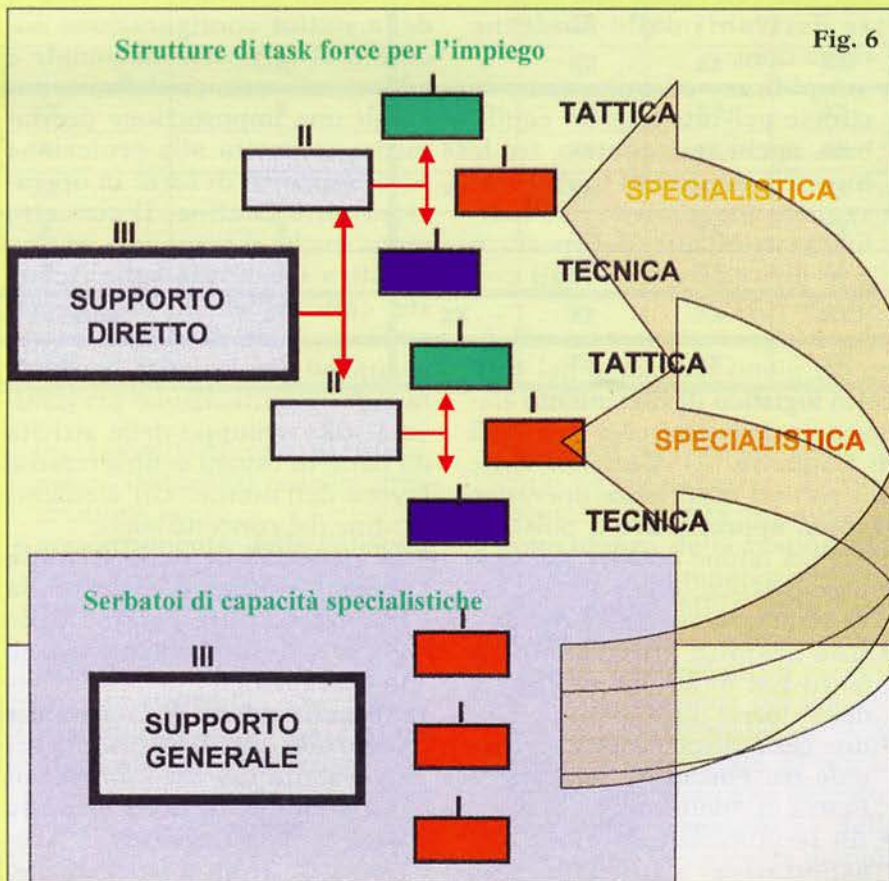 Fig. 6
Strutture di task force per l'impiego
I
TATTICA
II
I
SPECIALISTICA
III
I
TECNICA
SUPPORTO
DIRETTO
I
TATTICA
II
I
SPECIALISTICA
I
TECNICA
Serbatoi di capacità specialistiche
I
III
SUPPORTO
GENERALE
I
I